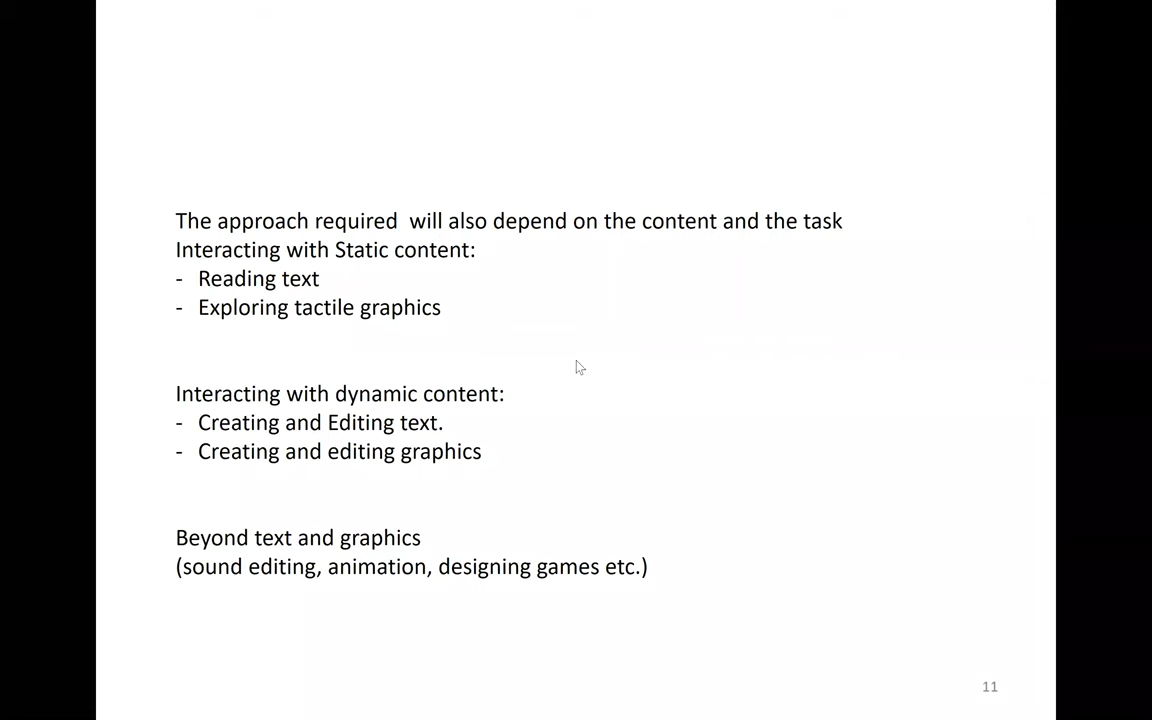 The approach required  will also depend on the content and the task
Interacting with Static content:
- Reading text
- Exploring tactile graphics
Interacting with dynamic content:
- Creating and Editing text.
- Creating and editing graphics
Beyond text and graphics
(sound editing, animation, designing games etc.)
11